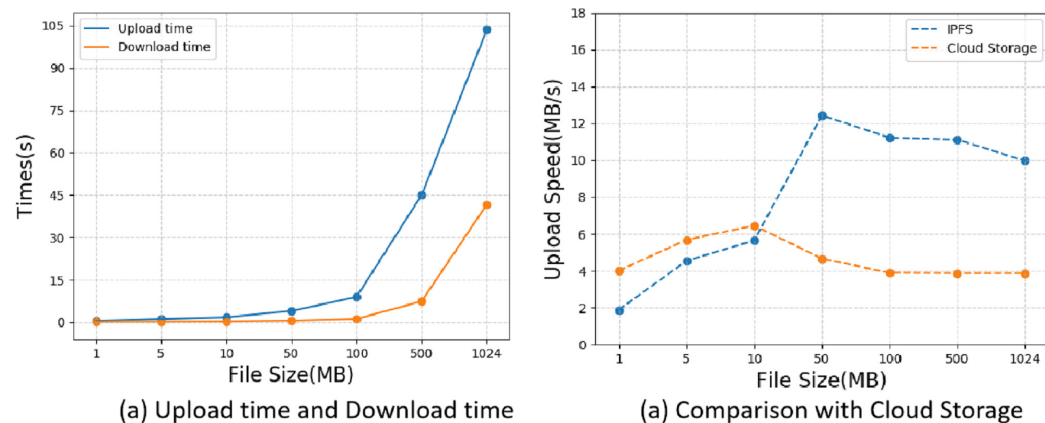 105
90
75
60
45
30
15
0
Times(s)
Upload time
Download time
1 5 10 50 100 500 1024
File Size(MB)
(a) Upload time and Download time
18
16
14
12
10
8
6
4
2
0
Upload Speed(MB/s)
IPFS
Cloud Storage
1 5 10 50 100 500 1024
File Size(MB)
(a) Comparison with Cloud Storage